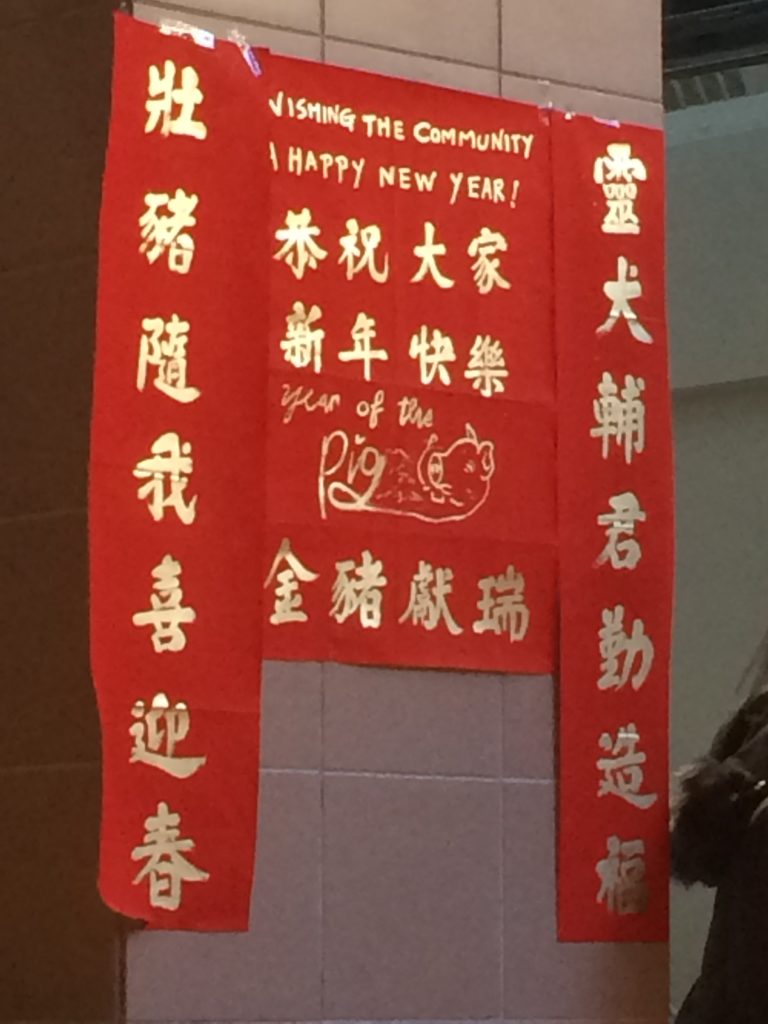 WISHING THE COMMUNITY
A HAPPY NEW YEAR!
恭祝大家
新年快樂
year of the
Pig
金豬獻瑞
靈犬輔君勤造福
壯豬隨我喜迎春